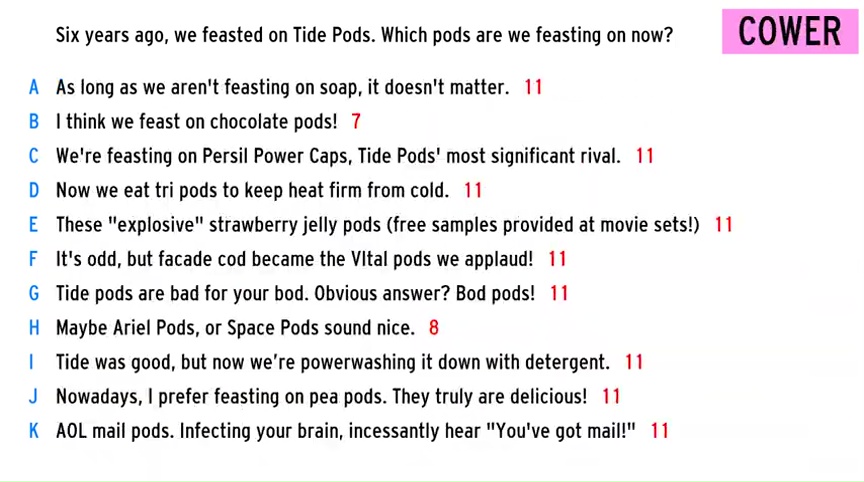 Six years ago, we feasted on Tide Pods. Which pods are we feasting on now?
COWER
A As long as we aren't feasting on soap, it doesn't matter. 11
B I think we feast on chocolate pods! 7
C We're feasting on Persil Power Caps, Tide Pods' most significant rival. 11
D Now we eat tri pods to keep heat firm from cold. 11
E These "explosive" strawberry jelly pods (free samples provided at movie sets!) 11
F It's odd, but facade cod became the VItal pods we applaud! 11
G Tide pods are bad for your bod. Obvious answer? Bod pods! 11
H Maybe Ariel Pods, or Space Pods sound nice. 8
I Tide was good, but now we’re powerwashing it down with detergent. 11
J Nowadays, I prefer feasting on pea pods. They truly are delicious! 11
K AOL mail pods. Infecting your brain, incessantly hear "You've got mail!" 11